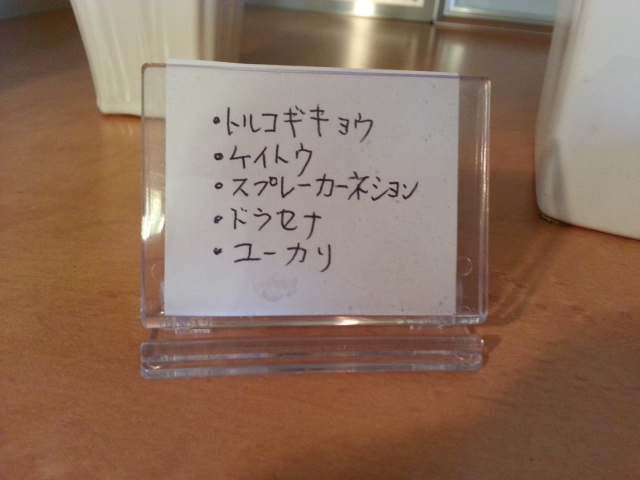 ・トルコギキョウ
・ケイトウ
・スプレーカーネション
・ドラセナ
・ユーカリ